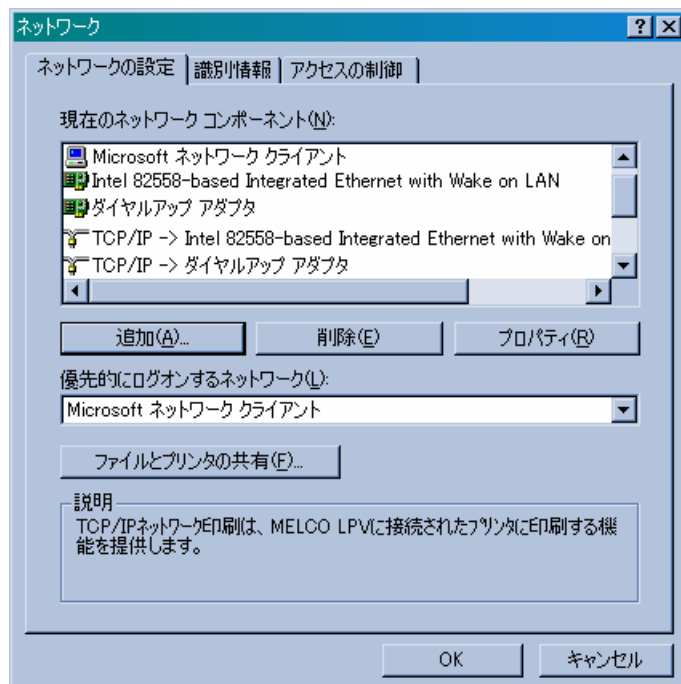 ネットワーク
ネットワークの設定 識別情報 アクセスの制御
現在のネットワーク コンポーネント(N):
Microsoft ネットワーク クライアント
Intel 82558-based Integrated Ethernet with Wake on LAN
ダイヤルアップ アダプタ
TCP/IP -> Intel 82558-based Integrated Ethernet with Wake on
TCP/IP -> ダイヤルアップ アダプタ
追加(A)... 削除(E) プロパティ(R)
優先的にログオンするネットワーク(L):
Microsoft ネットワーク クライアント
ファイルとプリンタの共有(F)...
説明
TCP/IPネットワーク印刷は、MELCO LPVに接続されたプリンタに印刷する機
能を提供します。
OK キャンセル